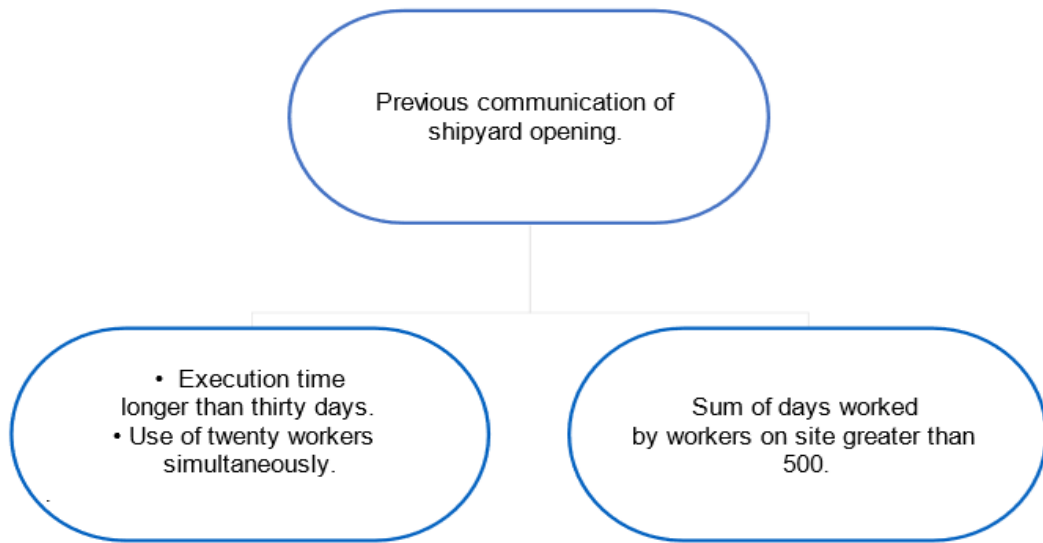 Previous communication of
shipyard opening.
• Execution time
longer than thirty days.
• Use of twenty workers
simultaneously.
.
Sum of days worked
by workers on site greater than
500.